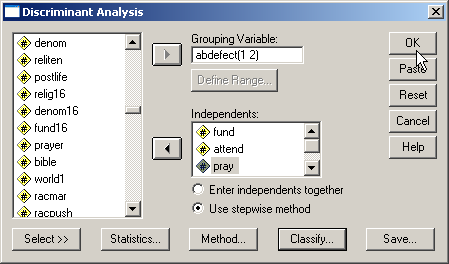 Discriminant Analysis
denom
reliten
postlife
relig16
denom16
fund16
prayer
bible
world1
racmar
racpush
Grouping Variable:
abdefect(1 2)
Define Range...
Independents:
fund
attend
pray
Enter independents together
Use stepwise method
OK
Paste
Reset
Cancel
Help
Select >>
Statistics...
Method...
Classify...
Save...